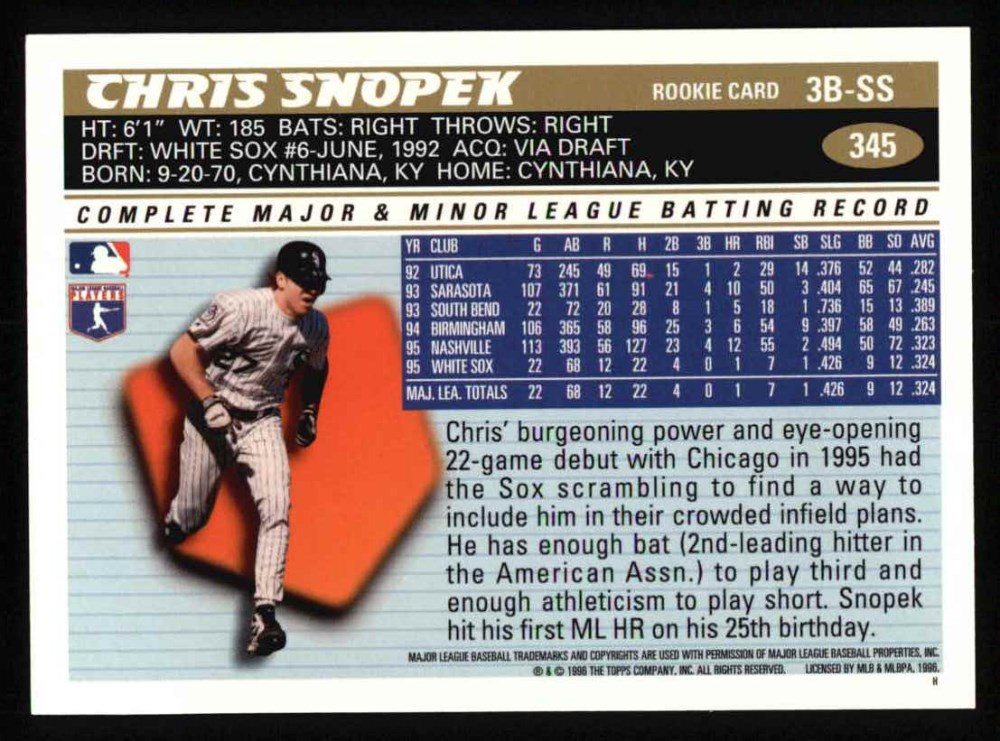 CHRIS SNOPEK ROOKIE CARD 3B-SS
HT: 6'1" WT: 185 BATS: RIGHT THROWS: RIGHT
DRFT: WHITE SOX #6-JUNE, 1992 ACQ: VIA DRAFT
BORN: 9-20-70, CYNTHIANA, KY HOME: CYNTHIANA, KY
345
COMPLETE MAJOR & MINOR LEAGUE BATTING RECORD
PLAYERS
YR CLUB G AB R H 2B 3B HR RBI SB SLG BB SO AVG
92 UTICA 73 245 49 69 15 1 2 29 14 .376 52 44 .282
93 SARASOTA 107 371 61 91 21 4 10 50 3 .404 65 67 .245
93 SOUTH BEND 22 72 20 28 8 1 5 18 1 .736 15 13 .389
94 BIRMINGHAM 106 365 58 96 25 3 6 54 9 .397 58 49 .263
95 NASHVILLE 113 393 56 127 23 4 12 55 2 .494 50 72 .323
95 WHITE SOX 22 68 12 22 4 0 1 7 1 .426 9 12 .324
MAJ. LEA. TOTALS 22 68 12 22 4 0 1 7 1 .426 9 12 .324
Chris' burgeoning power and eye-opening
22-game debut with Chicago in 1995 had
the Sox scrambling to find a way to
include him in their crowded infield plans.
He has enough bat (2nd-leading hitter in
the American Assn.) to play third and
enough athleticism to play short. Snopek
hit his first ML HR on his 25th birthday.
MAJOR LEAGUE BASEBALL TRADEMARKS AND COPYRIGHTS ARE USED WITH PERMISSION OF MAJOR LEAGUE BASEBALL PROPERTIES, INC.
® & © 1996 THE TOPPS COMPANY, INC. ALL RIGHTS RESERVED. LICENSED BY MLB & MLBPA, 1996.
H